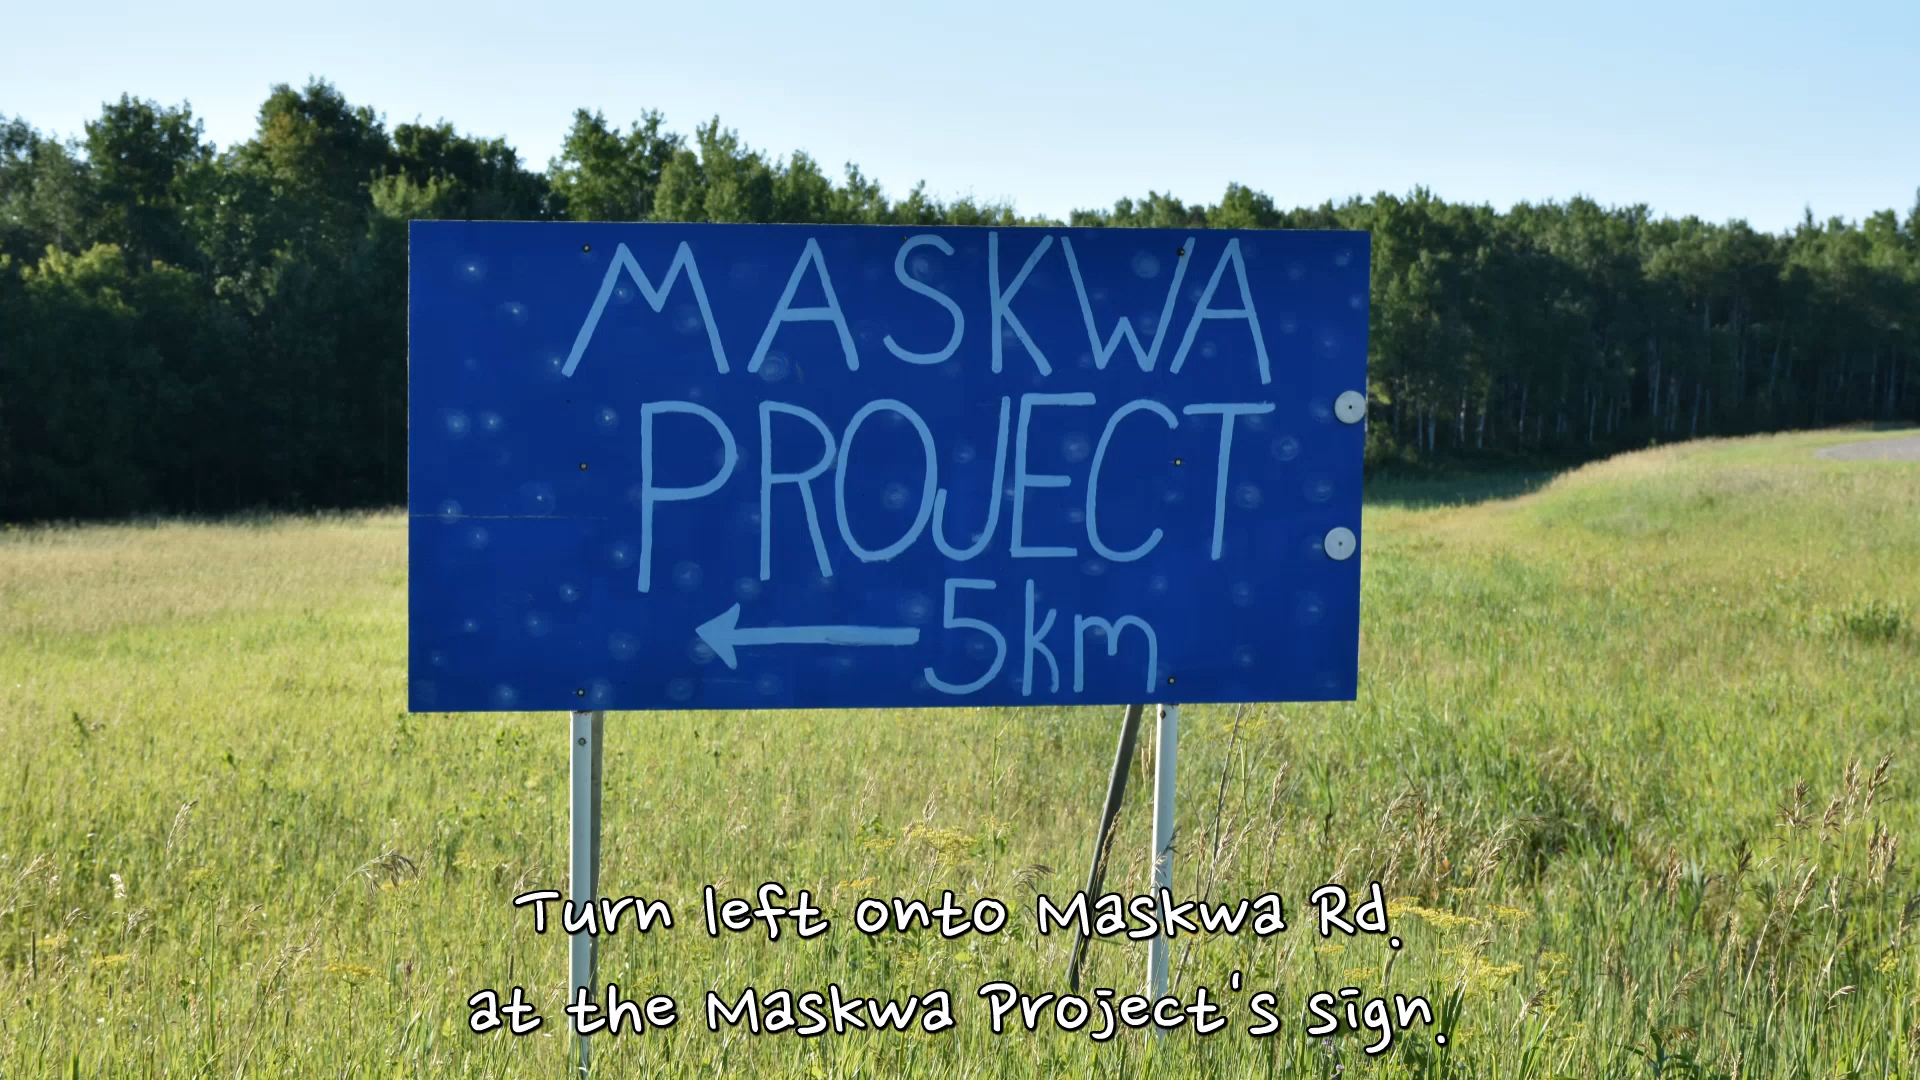 MASKWA
PROJECT
← 5km
Turn left onto Maskwa Rd.
at the Maskwa Project's sign.